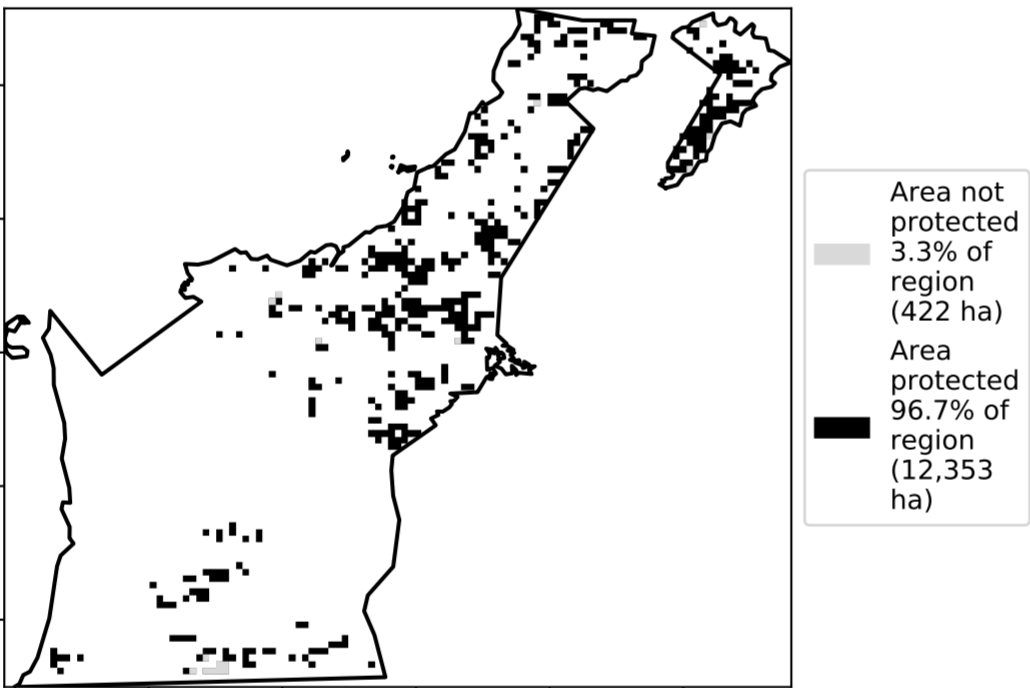 Area not
protected
3.3% of
region
(422 ha)
Area
protected
96.7% of
region
(12,353
ha)